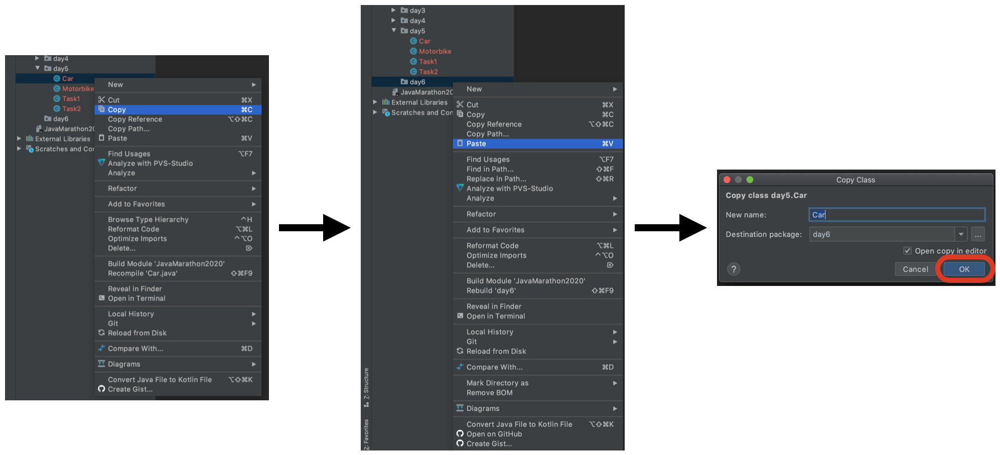 day4
day5
Car
Motorbike
Task1
Task2
day6
JavaMarathon20
External Libraries
Scratches and Con
New
Cut ⌘X
Copy ⌘C
Copy Reference ⌥⇧⌘C
Copy Path...
Paste ⌘V
Find Usages ⌥F7
Analyze with PVS-Studio
Analyze
Refactor
Add to Favorites
Browse Type Hierarchy ^H
Reformat Code ⌥⌘L
Optimize Imports ^⌥O
Delete... ⌦
Build Module 'JavaMarathon2020'
Recompile 'Car.java' ⇧⌘F9
Reveal in Finder
Open in Terminal
Local History
Git
Reload from Disk
Compare With... ⌘D
Diagrams
Convert Java File to Kotlin File ⌥⇧⌘K
Create Gist...
day3
day4
day5
Car
Motorbike
Task1
Task2
day6
JavaMarathon20
External Libraries
Scratches and Con
New
Cut ⌘X
Copy ⌘C
Copy Reference ⌥⇧⌘C
Copy Path...
Paste ⌘V
Find Usages ⌥F7
Find in Path... ⇧⌘F
Replace in Path... ⇧⌘R
Analyze with PVS-Studio
Analyze
Refactor
Add to Favorites
Reformat Code ⌥⌘L
Optimize Imports ^⌥O
Delete... ⌦
Build Module 'JavaMarathon2020'
Rebuild 'day6' ⇧⌘F9
Reveal in Finder
Open in Terminal
Local History
Git
Reload from Disk
Compare With... ⌘D
Mark Directory as
Remove BOM
Diagrams
Convert Java File to Kotlin File ⌥⇧⌘K
Open on GitHub
Create Gist...
7: Structure
2: Favorites
Copy Class
Copy class day5.Car
New name: Car
Destination package: day6 ...
Open copy in editor
? Cancel OK